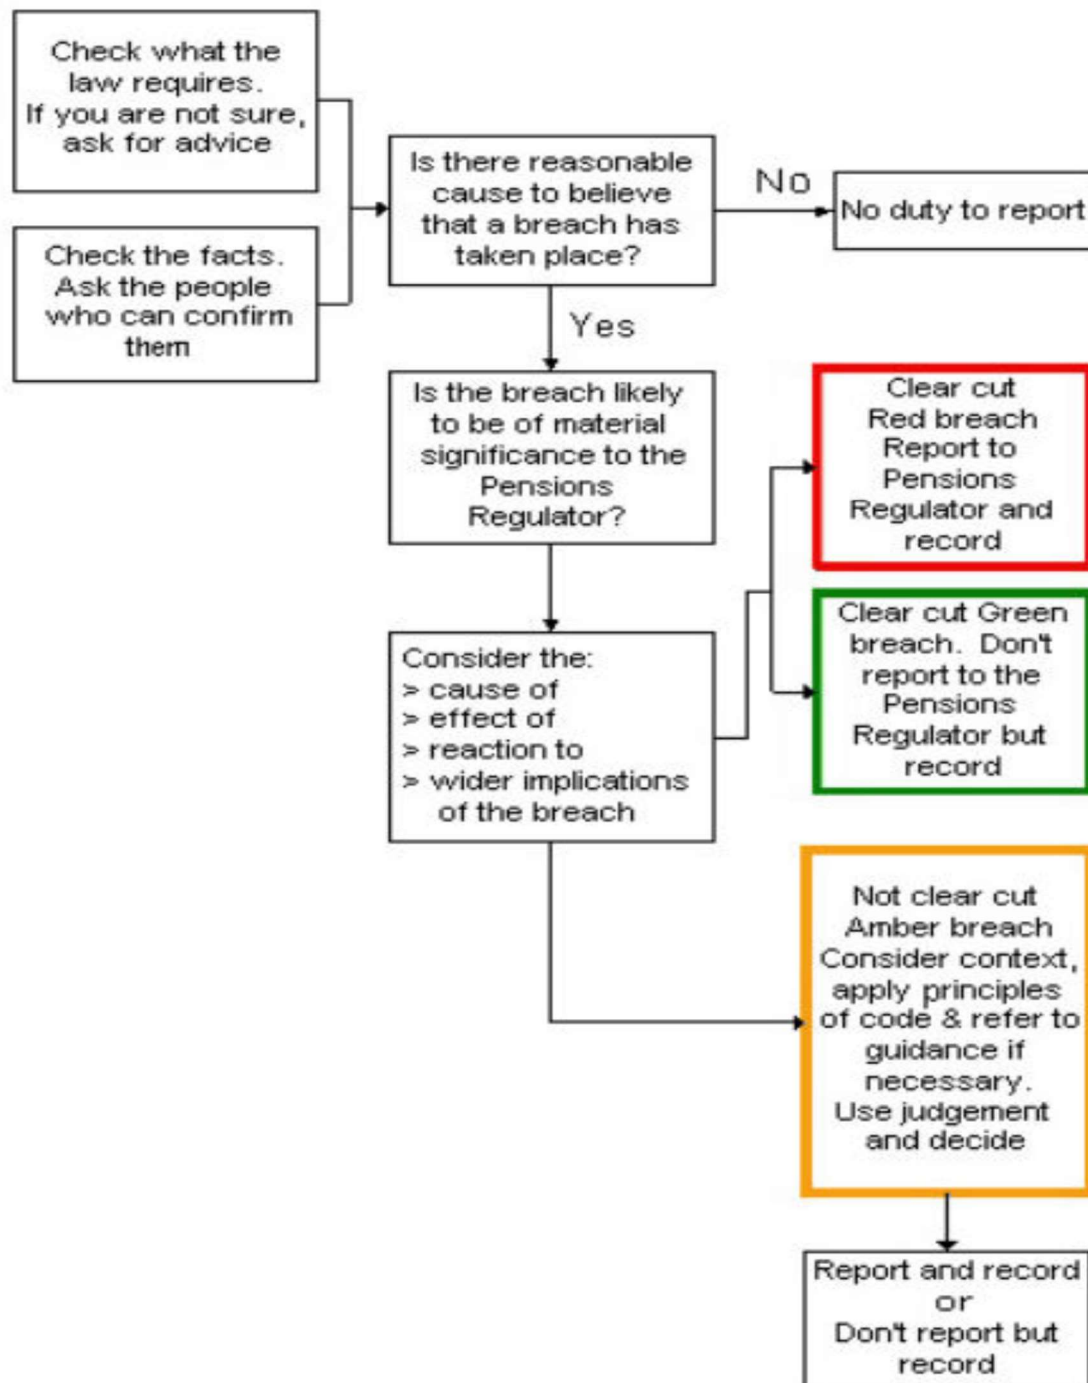 Check what the
law requires.
If you are not sure,
ask for advice
Check the facts.
Ask the people
who can confirm
them
Is there reasonable
cause to believe
that a breach has
taken place?
No
No duty to report
Yes
Is the breach likely
to be of material
significance to the
Pensions
Regulator?
Consider the:
> cause of
> effect of
> reaction to
> wider implications
of the breach
Clear cut
Red breach
Report to
Pensions
Regulator and
record
Clear cut Green
breach. Don't
report to the
Pensions
Regulator but
record
Not clear cut
Amber breach
Consider context,
apply principles
of code & refer to
guidance if
necessary.
Use judgement
and decide
Report and record
or
Don't report but
record